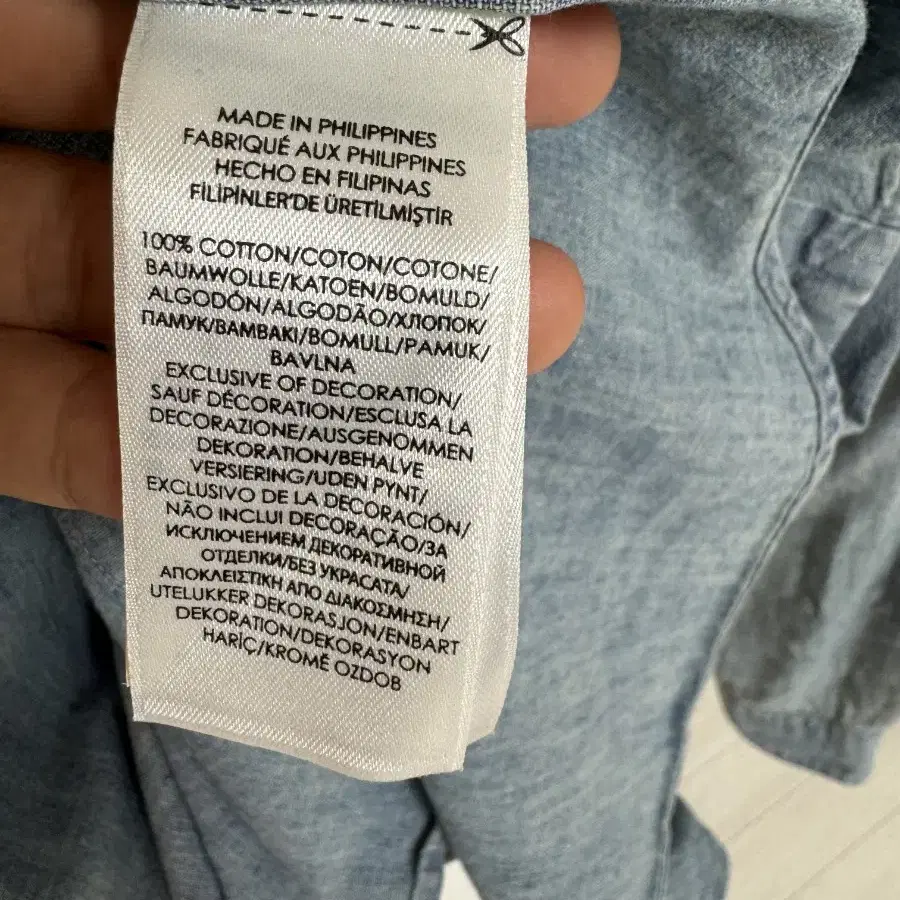 MADE IN PHILIPPINES
FABRIQUÉ AUX PHILIPPINES
HECHO EN FILIPINAS
FİLİPİNLER'DE ÜRETİLMİŞTİR
100% COTTON/COTON/COTONE/
BAUMWOLLE/KATOEN/BOMULD/
ALGODÓN/ALGODÃO/ХЛОПОК/
ПАМУК/ΒΑΜΒΑΚΙ/BOMULL/PAMUK/
BAVLNA
EXCLUSIVE OF DECORATION/
SAUF DÉCORATION/ESCLUSA LA
DECORAZIONE/AUSGENOMMEN
DEKORATION/BEHALVE
VERSIERING/UDEN PYNT/
EXCLUSIVO DE LA DECORACIÓN/
NÃO INCLUI DECORAÇÃO/ЗА
ИСКЛЮЧЕНИЕМ ДЕКОРАТИВНОЙ
ОТДЕЛКИ/БЕЗ УКРАСАТА/
ΑΠΟΚΛΕΙΣΤΙΚΗ ΑΠΟ ΔΙΑΚΟΣΜΗΣΗ/
UTELUKKER DEKORASJON/ENBART
DEKORATION/DEKORASYON
HARİÇ/KROMĚ OZDOB